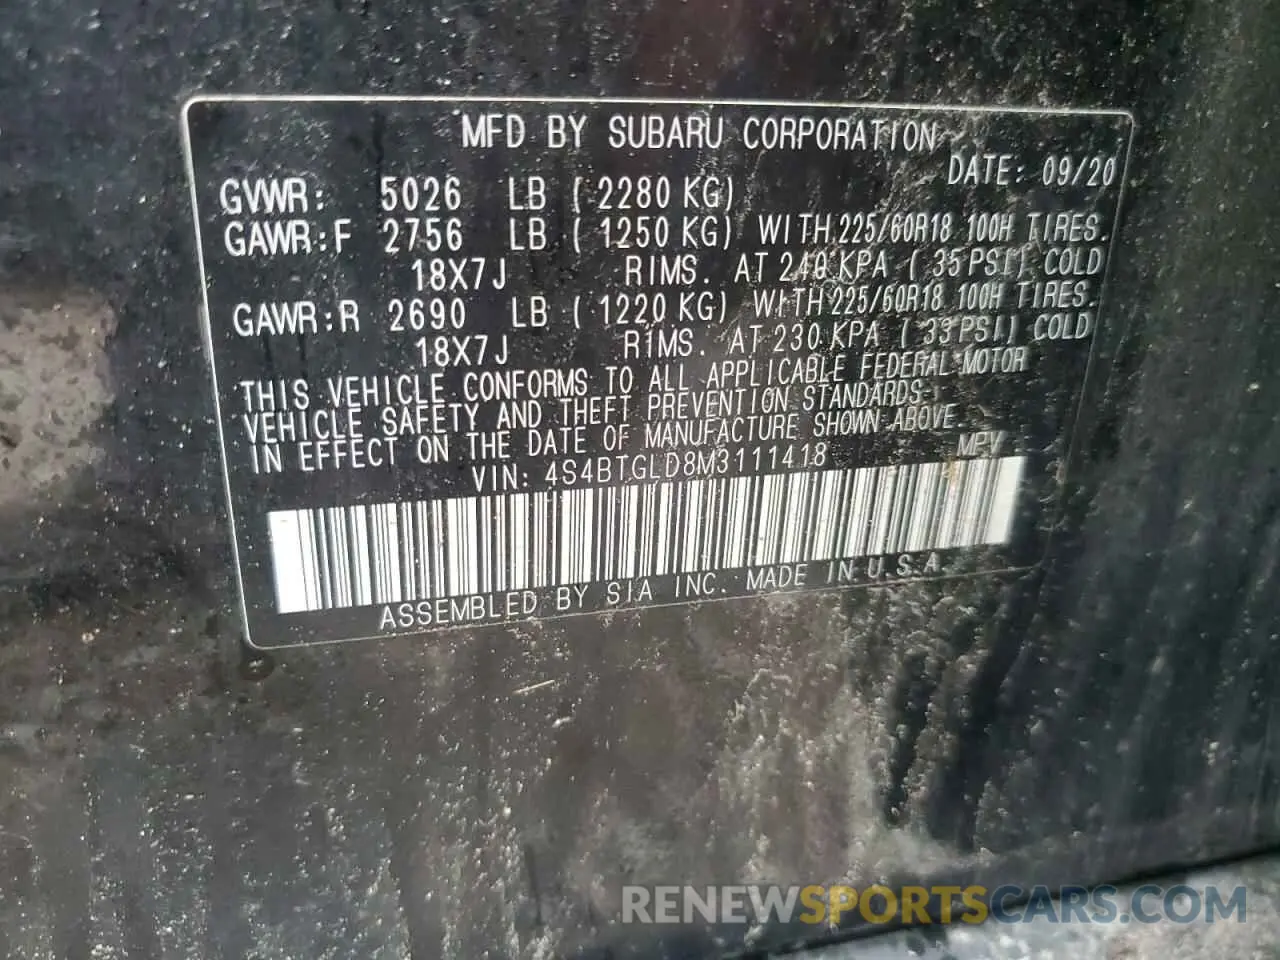 MFD BY SUBARU CORPORATION
DATE: 09/20
GVWR: 5026 LB ( 2280 KG)
GAWR:F 2756 LB ( 1250 KG) WITH 225/60R18 100H TIRES.
18X7J RIMS. AT 240 KPA ( 35PSI) COLD
GAWR:R 2690 LB ( 1220 KG) WITH 225/60R18 100H TIRES.
18X7J RIMS. AT 230 KPA ( 33PSI) COLD
THIS VEHICLE CONFORMS TO ALL APPLICABLE FEDERAL MOTOR
VEHICLE SAFETY AND THEFT PREVENTION STANDARDS
IN EFFECT ON THE DATE OF MANUFACTURE SHOWN ABOVE.
VIN: 4S4BTGLD8M3111418 MPV
ASSEMBLED BY SIA INC. MADE IN U.S.A.
RENEWSPORTSCARS.COM